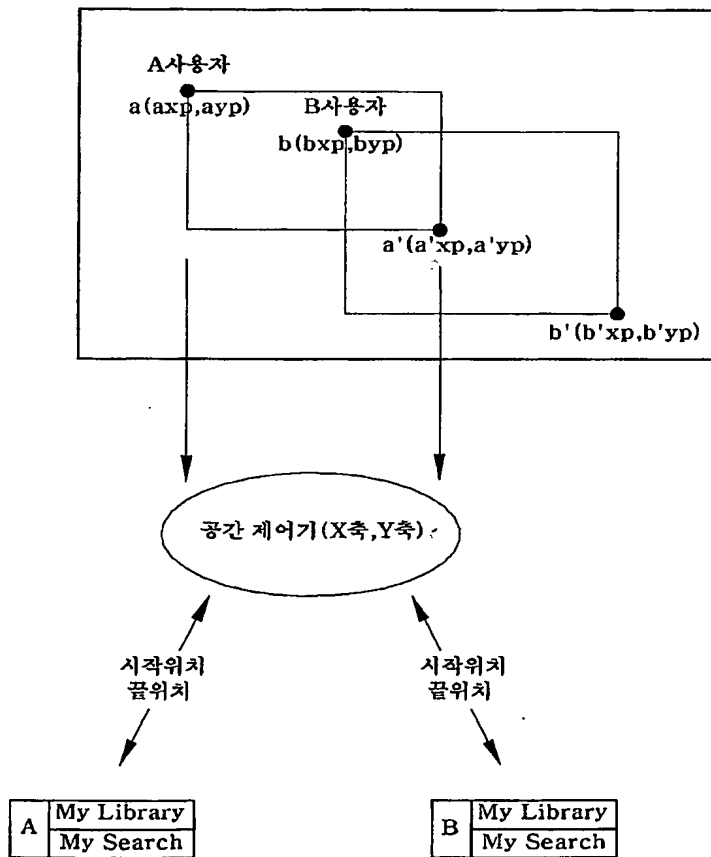 A사용자
a(axp,ayp)
B사용자
b(bxp,byp)
a'(a'xp,a'yp)
b'(b'xp,b'yp)
공간 제어기(X축,Y축)
시작위치
끝위치
시작위치
끝위치
A
My Library
My Search
B
My Library
My Search